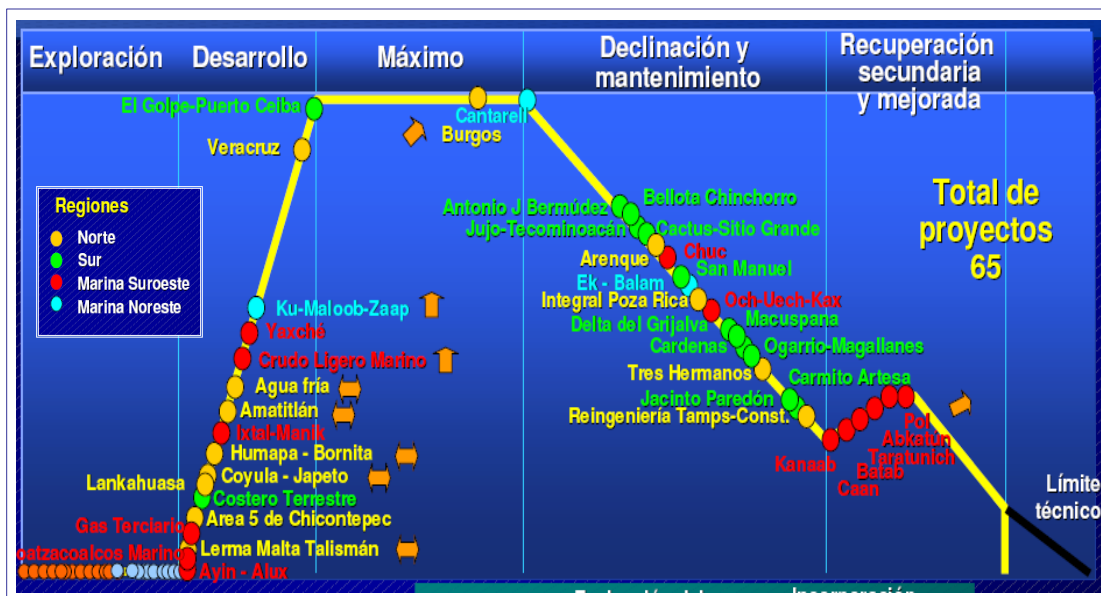 Exploración
Desarrollo
Máximo
Declinación y
mantenimiento
Recuperación
secundaria
y mejorada
El Golpe-Puerto Ceiba
Cantarell
Burgos
Veracruz
Regiones
Norte
Sur
Marina Suroeste
Marina Noreste
Total de
proyectos
65
Bellota Chinchorro
Antonio J Bermúdez
Jujo-Tecominoacán
Cactus-Sitio Grande
Arenque
Chuc
San Manuel
Ek - Balam
Integral Poza Rica
Och-Uech-Kax
Macuspana
Delta del Grijalva
Cardenas
Ogarrio-Magallanes
Tres Hermanos
Carmito Artesa
Jacinto Paredón
Reingeniería Tamps-Const.
Ku-Maloob-Zaap
Yaxché
Crudo Ligero Marino
Agua fría
Amatitlán
Ixtal-Manik
Humapa - Bornita
Coyula - Japeto
Lankahuasa
Costero Terrestre
Area 5 de Chicontepec
Gas Terciario
Lerma Malta Talismán
oatzacoalcos Marino
Ayin - Alux
Pol
Abkatún
Taratunich
Batab
Caan
Kanaab
Límite
técnico